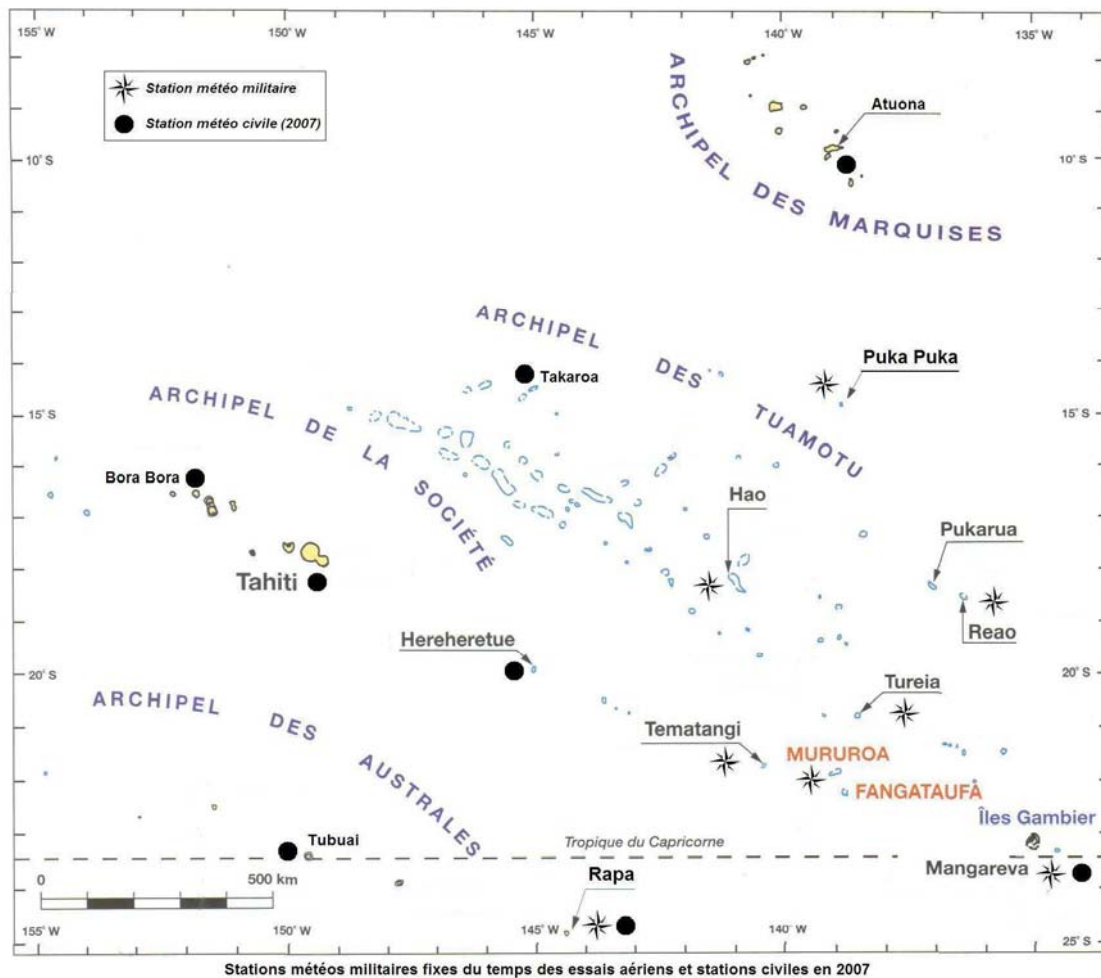 155° W
150° W
145° W
140° W
135° W
Station météo militaire
Station météo civile (2007)
ARCHIPEL DES MARQUISES
Atuona
10° S
10° S
ARCHIPEL DES TUAMOTU
Puka Puka
Takaroa
ARCHIPEL DE LA SOCIÉTÉ
15° S
15° S
Bora Bora
Hao
Pukarua
Tahiti
Reao
Hereheretue
20° S
20° S
Tureia
ARCHIPEL DES AUSTRALES
Tematangi
MURUROA
FANGATAUFA
Îles Gambier
Tubuai
Tropique du Capricorne
Mangareva
0 500 km
Rapa
155° W
150° W
145° W
140° W
25° S
Stations météos militaires fixes du temps des essais aériens et stations civiles en 2007